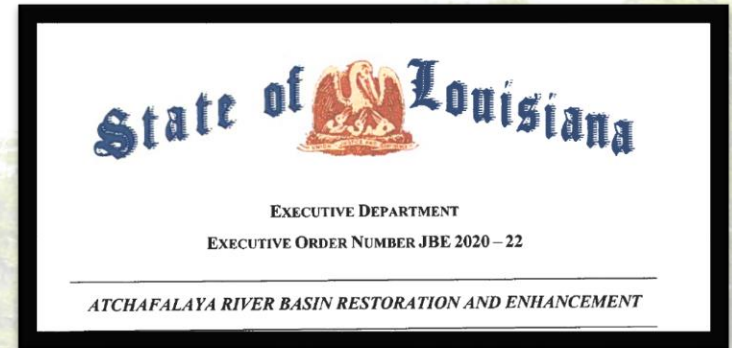 State of Louisiana
EXECUTIVE DEPARTMENT
EXECUTIVE ORDER NUMBER JBE 2020 – 22
ATCHAFALAYA RIVER BASIN RESTORATION AND ENHANCEMENT